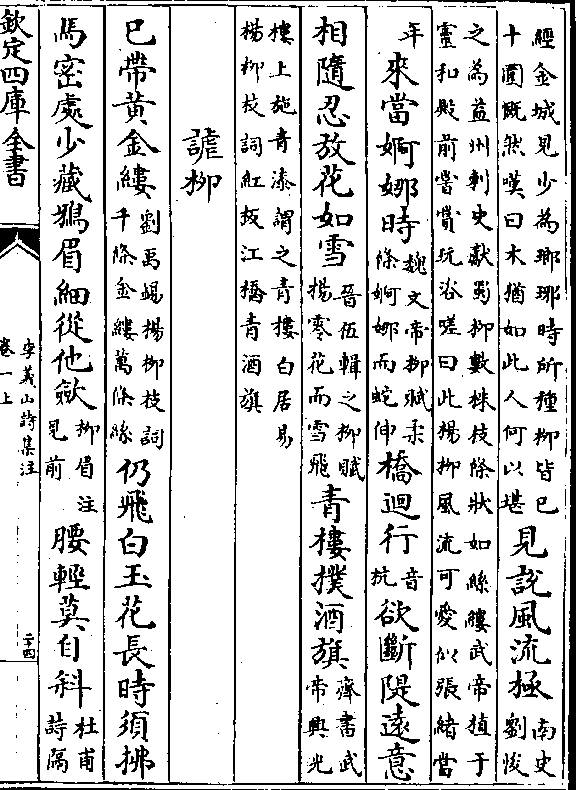 經金城見少為瑯琊時所種柳皆已
十圍慨然嘆曰木猶如此人何以堪
見說風流極
南史
劉悛
之為益州刺史獻蜀柳數株枝條狀如絲縷武帝植于
靈和殿前嘗賞玩咨嗟曰此楊柳風流可愛似張緒當
年
來當婀娜時
魏文帝柳賦柔
條婀娜而蛇伸
橋迴行
音
杭
欲斷隄遠意
相隨忍放花如雪
晉伍輯之柳賦
楊零花而雪飛
青樓撲酒旗
齊書武
帝興光
樓上施青漆謂之青樓白居易
楊柳枝詞紅板江橋青酒旗
謔柳
已帶黃金縷
劉禹錫楊柳枝詞
千條金縷萬條絲
仍飛白玉花長時須拂
馬密處少藏鴉眉細從他歛
柳眉注
見前
腰輕莫自斜
杜甫
詩隔
欽定四庫全書
李義山詩集注
卷一上
二十四